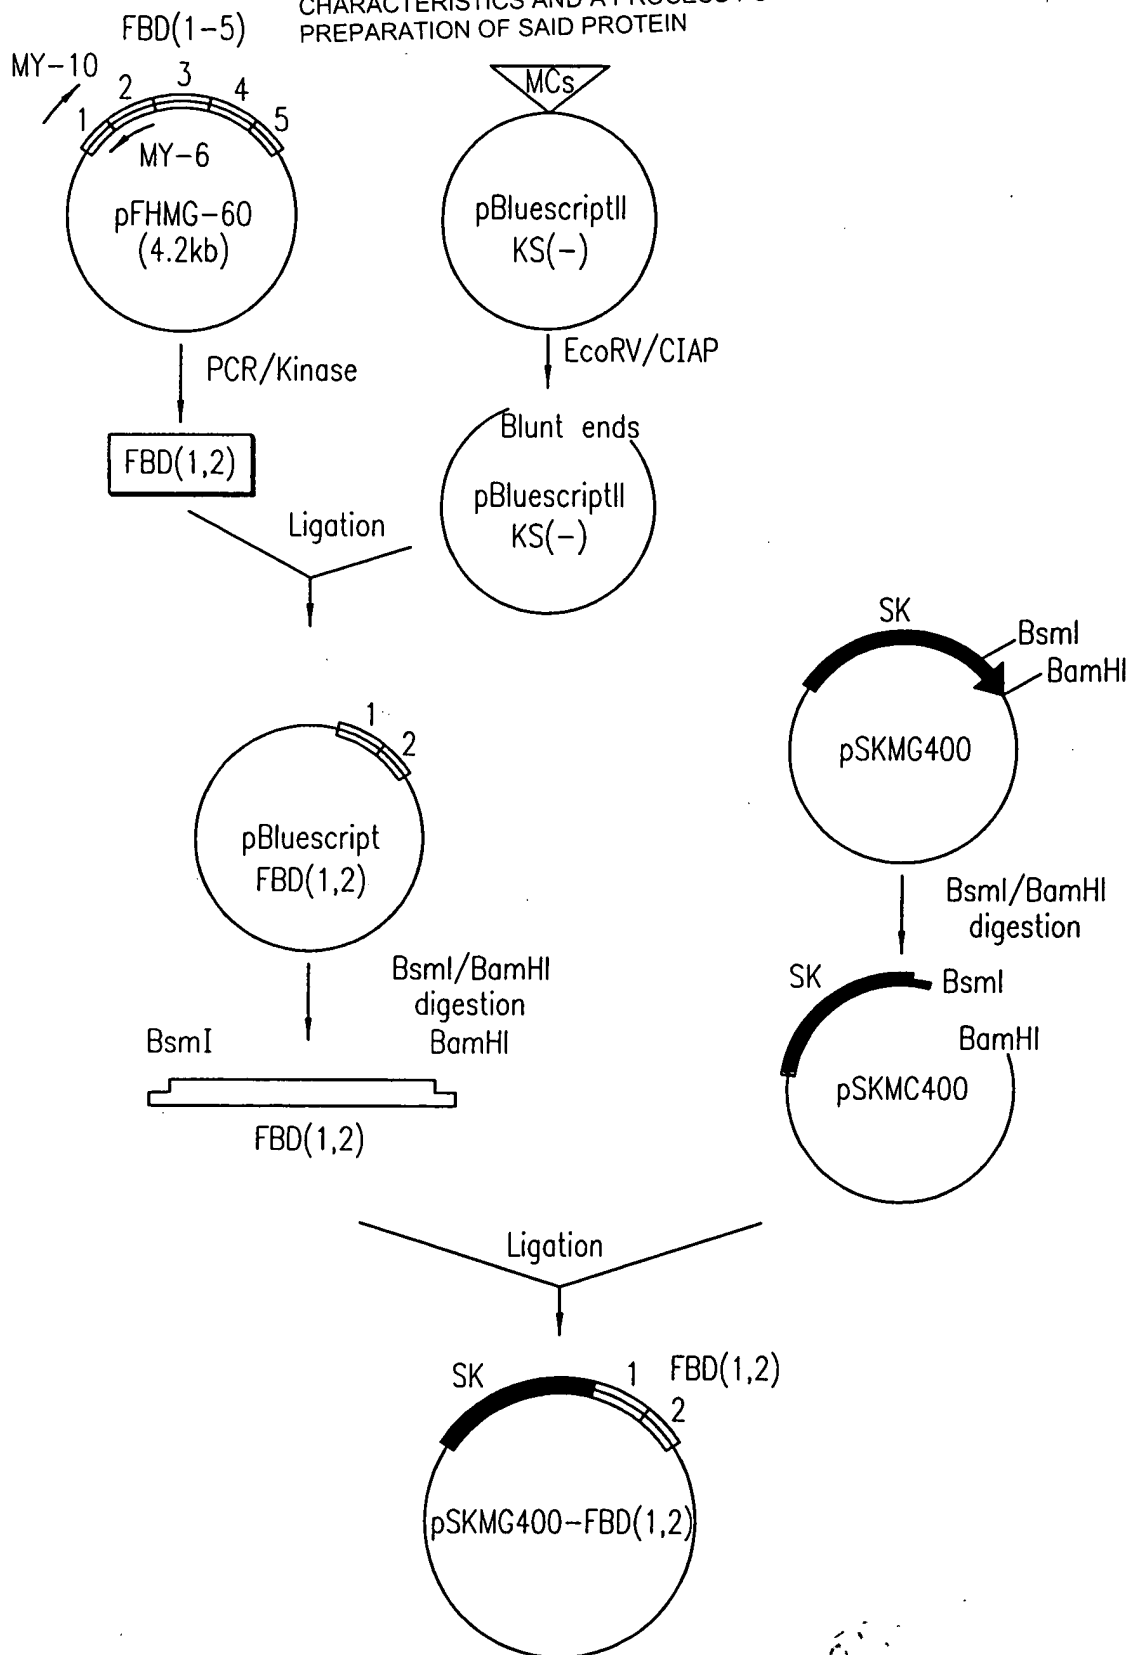 CHARACTERISTICS AND A PROCESS
PREPARATION OF SAID PROTEIN
FBD(1-5)
MY-10
1 2 3 4 5
MY-6
pFHMG-60
(4.2kb)
MCs
pBluescriptII
KS(-)
PCR/Kinase
EcoRV/CIAP
FBD(1,2)
Blunt ends
pBluescriptII
KS(-)
Ligation
SK
BsmI
BamHI
pSKMG400
1
2
pBluescript
FBD(1,2)
BsmI/BamHI
digestion
BsmI/BamHI
digestion
BsmI
BamHI
FBD(1,2)
SK
BsmI
BamHI
pSKMC400
Ligation
SK
1
2
FBD(1,2)
pSKMG400-FBD(1,2)